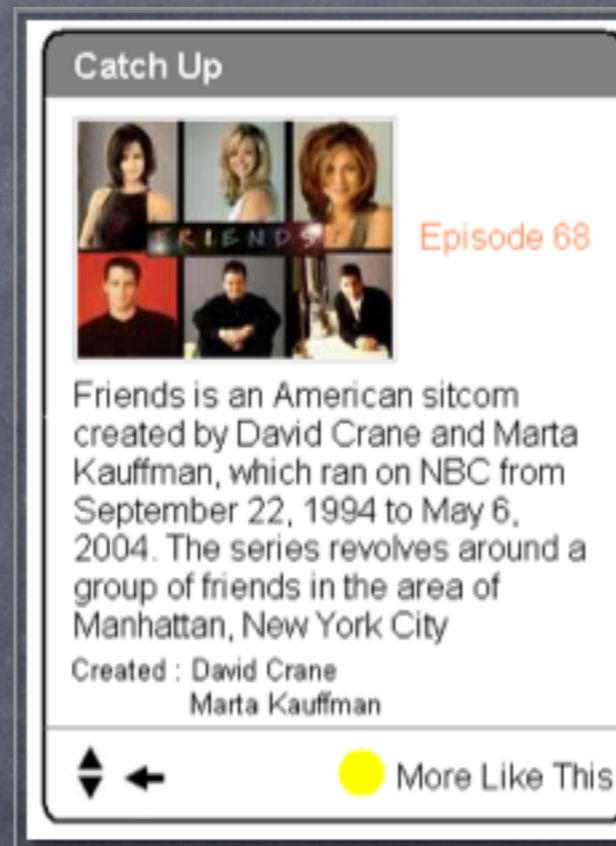 Catch Up
FRIENDS
Episode 68
Friends is an American sitcom
created by David Crane and Marta
Kauffman, which ran on NBC from
September 22, 1994 to May 6,
2004. The series revolves around a
group of friends in the area of
Manhattan, New York City
Created : David Crane
Marta Kauffman
More Like This